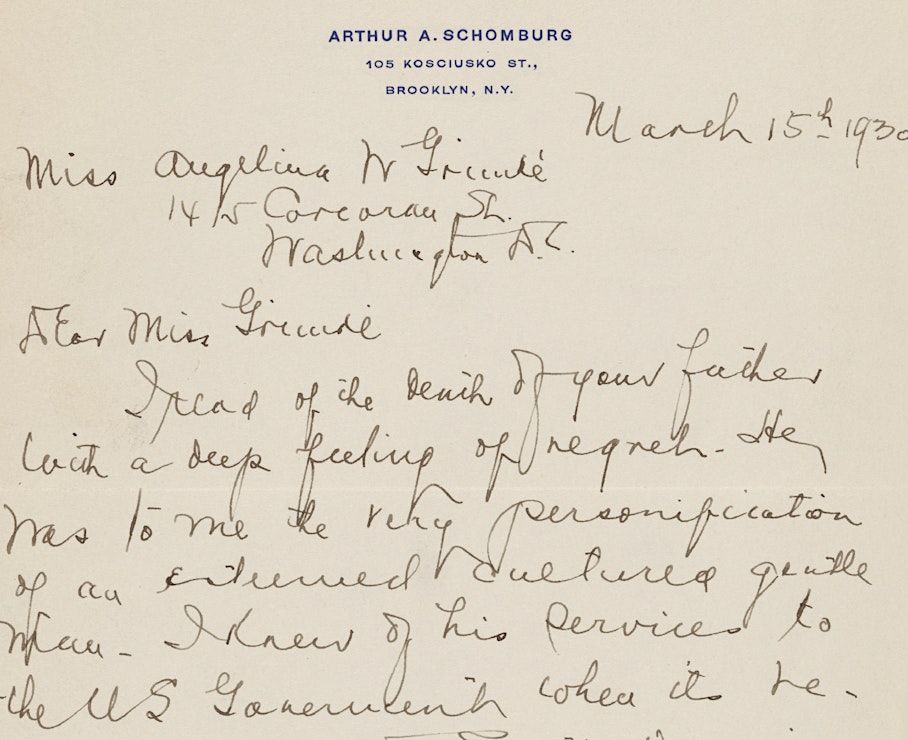 ARTHUR A. SCHOMBURG
105 KOSCIUSKO ST.,
BROOKLYN, N.Y.
March 15th 1930
Miss Angelina W Grimké
1415 Corcoran St.
Washington D.C.
Dear Miss Grimké
I read of the death of your father
with a deep feeling of regret. He
was to me the very personification
of an esteemed cultured gentle
man - I knew of his services to
the US Government when its re-